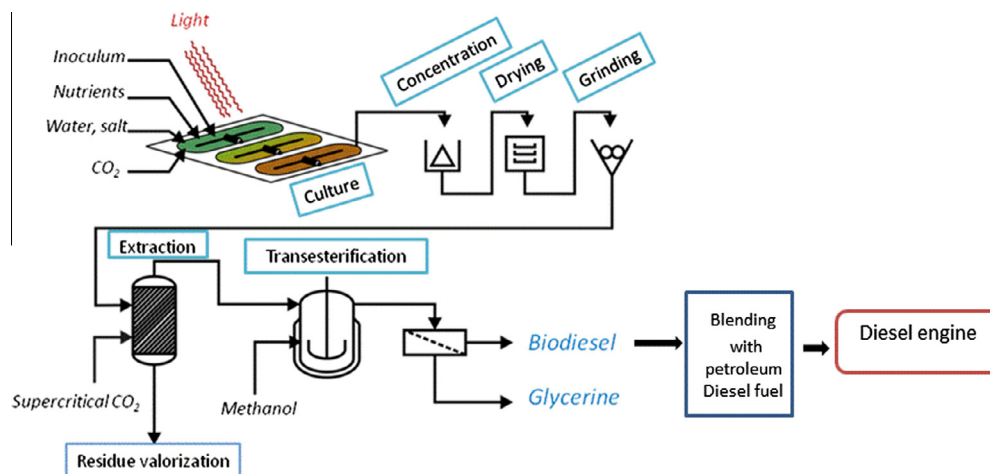 Light
Inoculum
Nutrients
Water, salt
CO₂
Culture
Concentration
Drying
Grinding
Extraction
Transesterification
Supercritical CO₂
Methanol
Residue valorization
Biodiesel
Glycerine
Blending
with
petroleum
Diesel fuel
Diesel engine